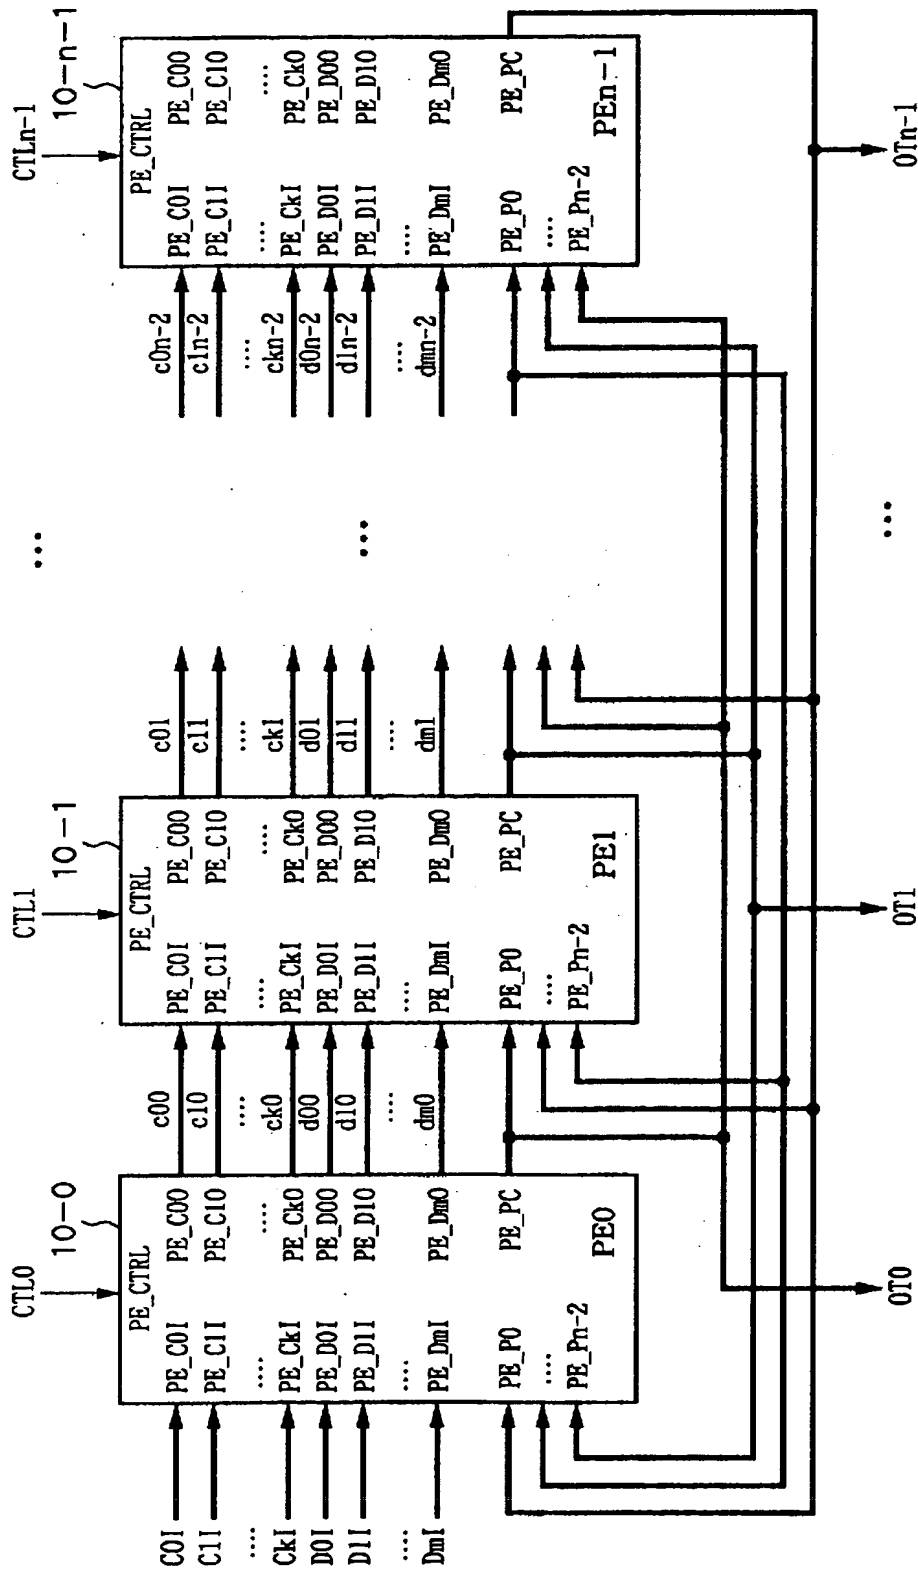 CTL0
10-0
PE_CTRL
C0I
C1I
....
CkI
D0I
D1I
....
DmI
PE_C0I PE_C0O
PE_C1I PE_C1O
.... ....
PE_CkI PE_CkO
PE_D0I PE_D0O
PE_D1I PE_D1O
....
PE_DmI PE_DmO
PE_P0 PE_PC
....
PE_Pn-2
PE0
c00
c10
....
ck0
d00
d10
....
dm0
CTL1
10-1
PE_CTRL
PE_C0I PE_C0O
PE_C1I PE_C1O
.... ....
PE_CkI PE_CkO
PE_D0I PE_D0O
PE_D1I PE_D1O
....
PE_DmI PE_DmO
PE_P0 PE_PC
....
PE_Pn-2
PE1
c01
c11
....
ck1
d01
d11
....
dm1
...
...
c0n-2
c1n-2
....
ckn-2
d0n-2
d1n-2
....
dmn-2
CTLn-1
10-n-1
PE_CTRL
PE_C0I PE_C0O
PE_C1I PE_C1O
.... ....
PE_CkI PE_CkO
PE_D0I PE_D0O
PE_D1I PE_D1O
....
PE_DmI PE_DmO
PE_P0 PE_PC
....
PE_Pn-2
PEn-1
OT0
OT1
...
OTn-1